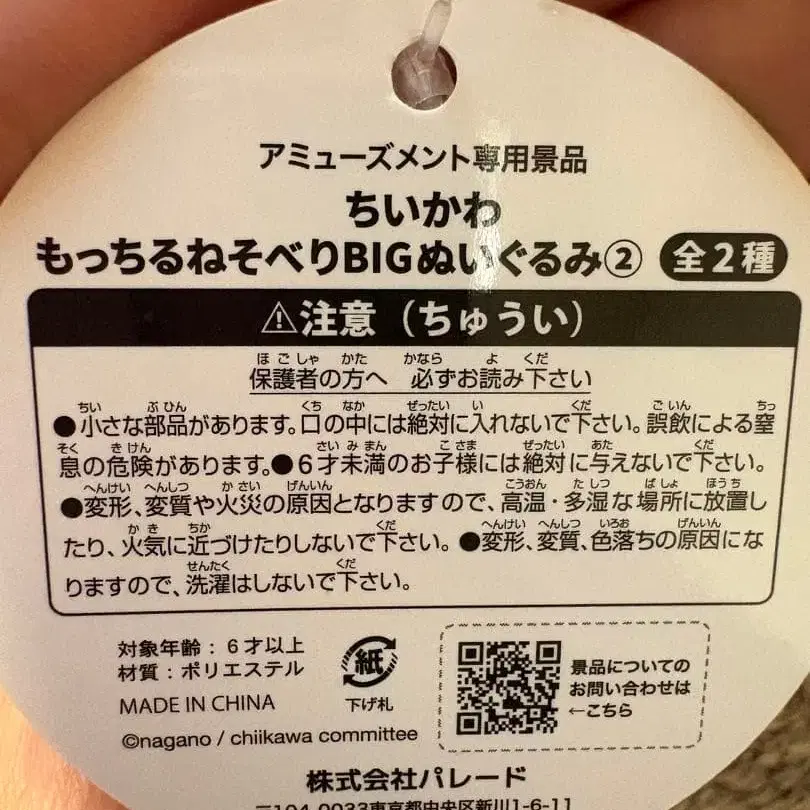 アミューズメント専用景品
ちいかわ
もっちるねそべりBIGぬいぐるみ② 全2種
⚠注意（ちゅうい）
ほごしゃ かた かなら よ くだ
保護者の方へ 必ずお読み下さい
ちい ぶひん くち なか ぜったい い くだ ごいん ちっ
●小さな部品があります。口の中には絶対に入れないで下さい。誤飲による窒
そく きけん さいみまん こさま ぜったい あた くだ
息の危険があります。●6才未満のお子様には絶対に与えないで下さい。
へんけい へんしつ かさい げんいん こうおん たしつ ばしょ ほうち
●変形、変質や火災の原因となりますので、高温・多湿な場所に放置し
かき ちか くだ へんけい へんしつ いろお げんいん
たり、火気に近づけたりしないで下さい。●変形、変質、色落ちの原因にな
せんたく くだ
りますので、洗濯はしないで下さい。
対象年齢：6才以上
材質：ポリエステル
MADE IN CHINA
©nagano / chiikawa committee
紙
下げ札
景品についての
お問い合わせは
←こちら
株式会社パレード
〒104-0033東京都中央区新川1-6-11